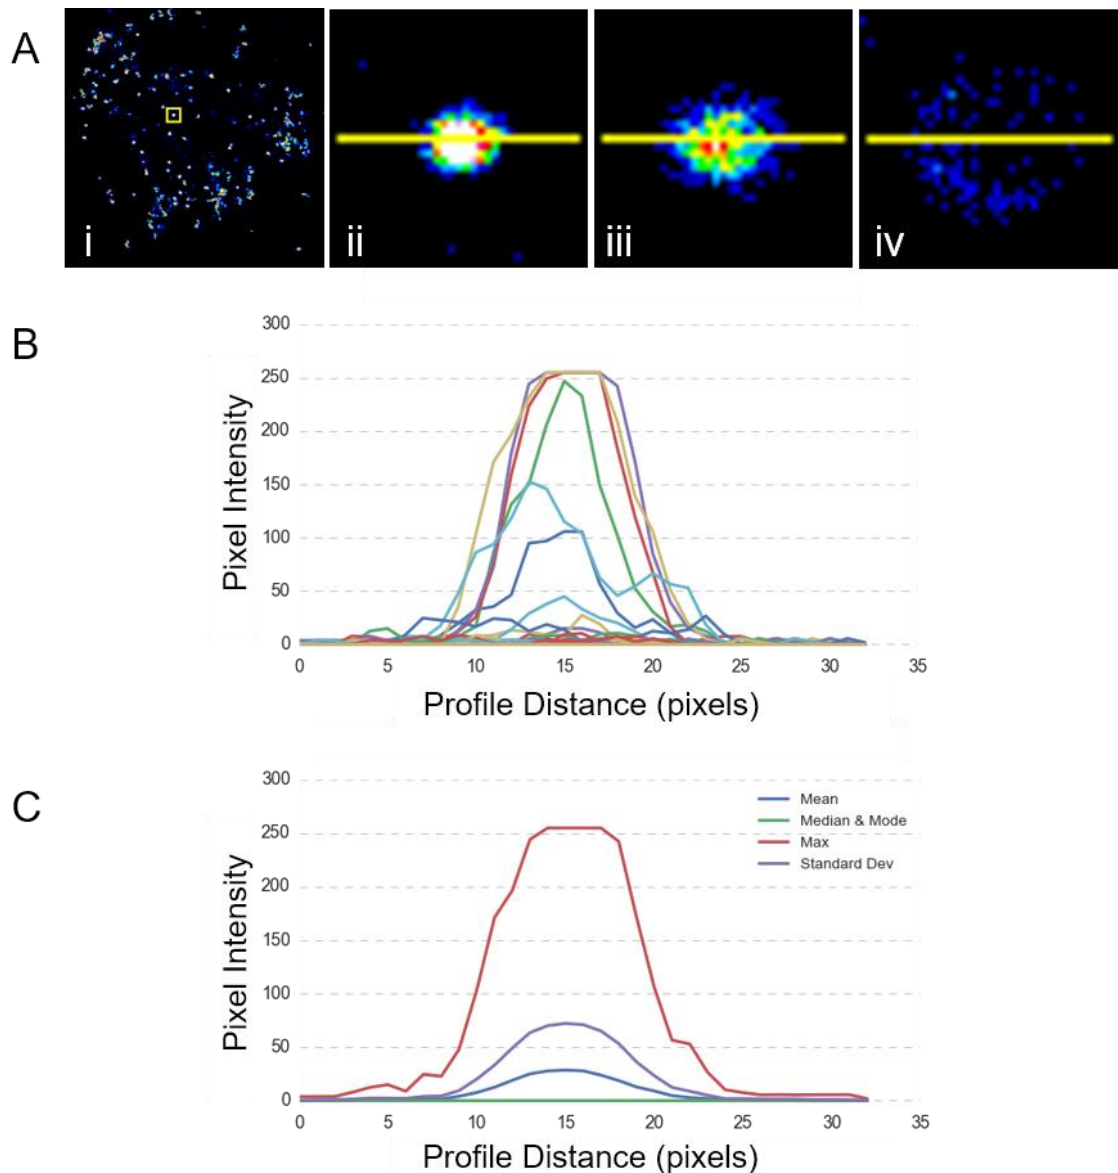 A
i
ii
iii
iv
B
300
250
200
150
100
50
0
Pixel Intensity
0 5 10 15 20 25 30 35
Profile Distance (pixels)
C
300
250
200
150
100
50
0
Pixel Intensity
Mean
Median & Mode
Max
Standard Dev
0 5 10 15 20 25 30 35
Profile Distance (pixels)